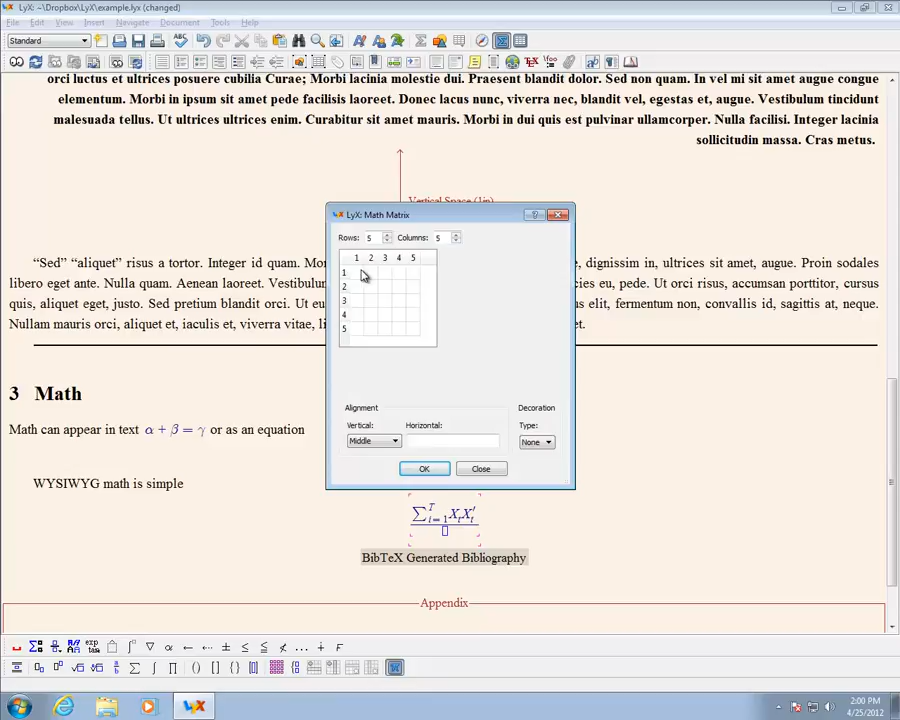 LyX: ~\Dropbox\LyX\example.lyx (changed)
File Edit View Insert Navigate Document Tools Help
Standard
orci luctus et ultrices posuere cubilia Curae; Morbi lacinia molestie dui. Praesent blandit dolor. Sed non quam. In vel mi sit amet augue congue
elementum. Morbi in ipsum sit amet pede facilisis laoreet. Donec lacus nunc, viverra nec, blandit vel, egestas et, augue. Vestibulum tincidunt
malesuada tellus. Ut ultrices ultrices enim. Curabitur sit amet mauris. Morbi in dui quis est pulvinar ullamcorper. Nulla facilisi. Integer lacinia
sollicitudin massa. Cras metus.
Vertical Space (1in)
LyX: Math Matrix
Rows: 5 Columns: 5
1 2 3 4 5
1
2
3
4
5
Alignment Decoration
Vertical: Horizontal: Type:
Middle None
OK Close
“Sed” “aliquet” risus a tortor. Integer id quam. Mor dignissim in, ultrices sit amet, augue. Proin sodales
libero eget ante. Nulla quam. Aenean laoreet. Vestib cies eu, pede. Ut orci risus, accumsan porttitor, cursus
quis, aliquet eget, justo. Sed pretium blandit orci. Ut eu us elit, fermentum non, convallis id, sagittis at, neque.
Nullam mauris orci, aliquet et, iaculis et, viverra vitae, li
3 Math
Math can appear in text α + β = γ or as an equation
WYSIWYG math is simple
∑ᵀᵢ₌₁ XₜX′ₜ
BibTeX Generated Bibliography
Appendix
2:00 PM
4/25/2012